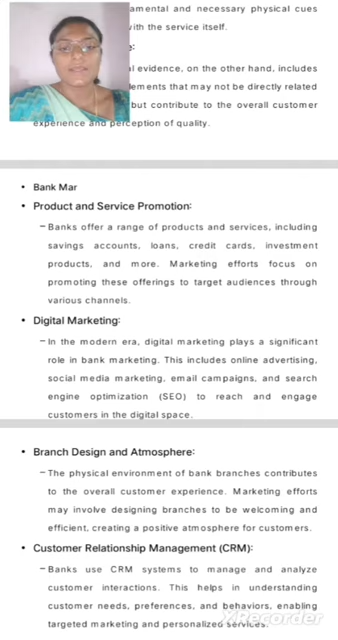 amental and necessary physical cues
with the service itself.
e:
l evidence, on the other hand, includes
ements that may not be directly related
but contribute to the overall customer
experience and perception of quality.
• Bank Mar
• Product and Service Promotion:
– Banks offer a range of products and services, including
savings accounts, loans, credit cards, investment
products, and more. Marketing efforts focus on
promoting these offerings to target audiences through
various channels.
• Digital Marketing:
– In the modern era, digital marketing plays a significant
role in bank marketing. This includes online advertising,
social media marketing, email campaigns, and search
engine optimization (SEO) to reach and engage
customers in the digital space.
• Branch Design and Atmosphere:
– The physical environment of bank branches contributes
to the overall customer experience. Marketing efforts
may involve designing branches to be welcoming and
efficient, creating a positive atmosphere for customers.
• Customer Relationship Management (CRM):
– Banks use CRM systems to manage and analyze
customer interactions. This helps in understanding
customer needs, preferences, and behaviors, enabling
targeted marketing and personalized services.
XRecorder